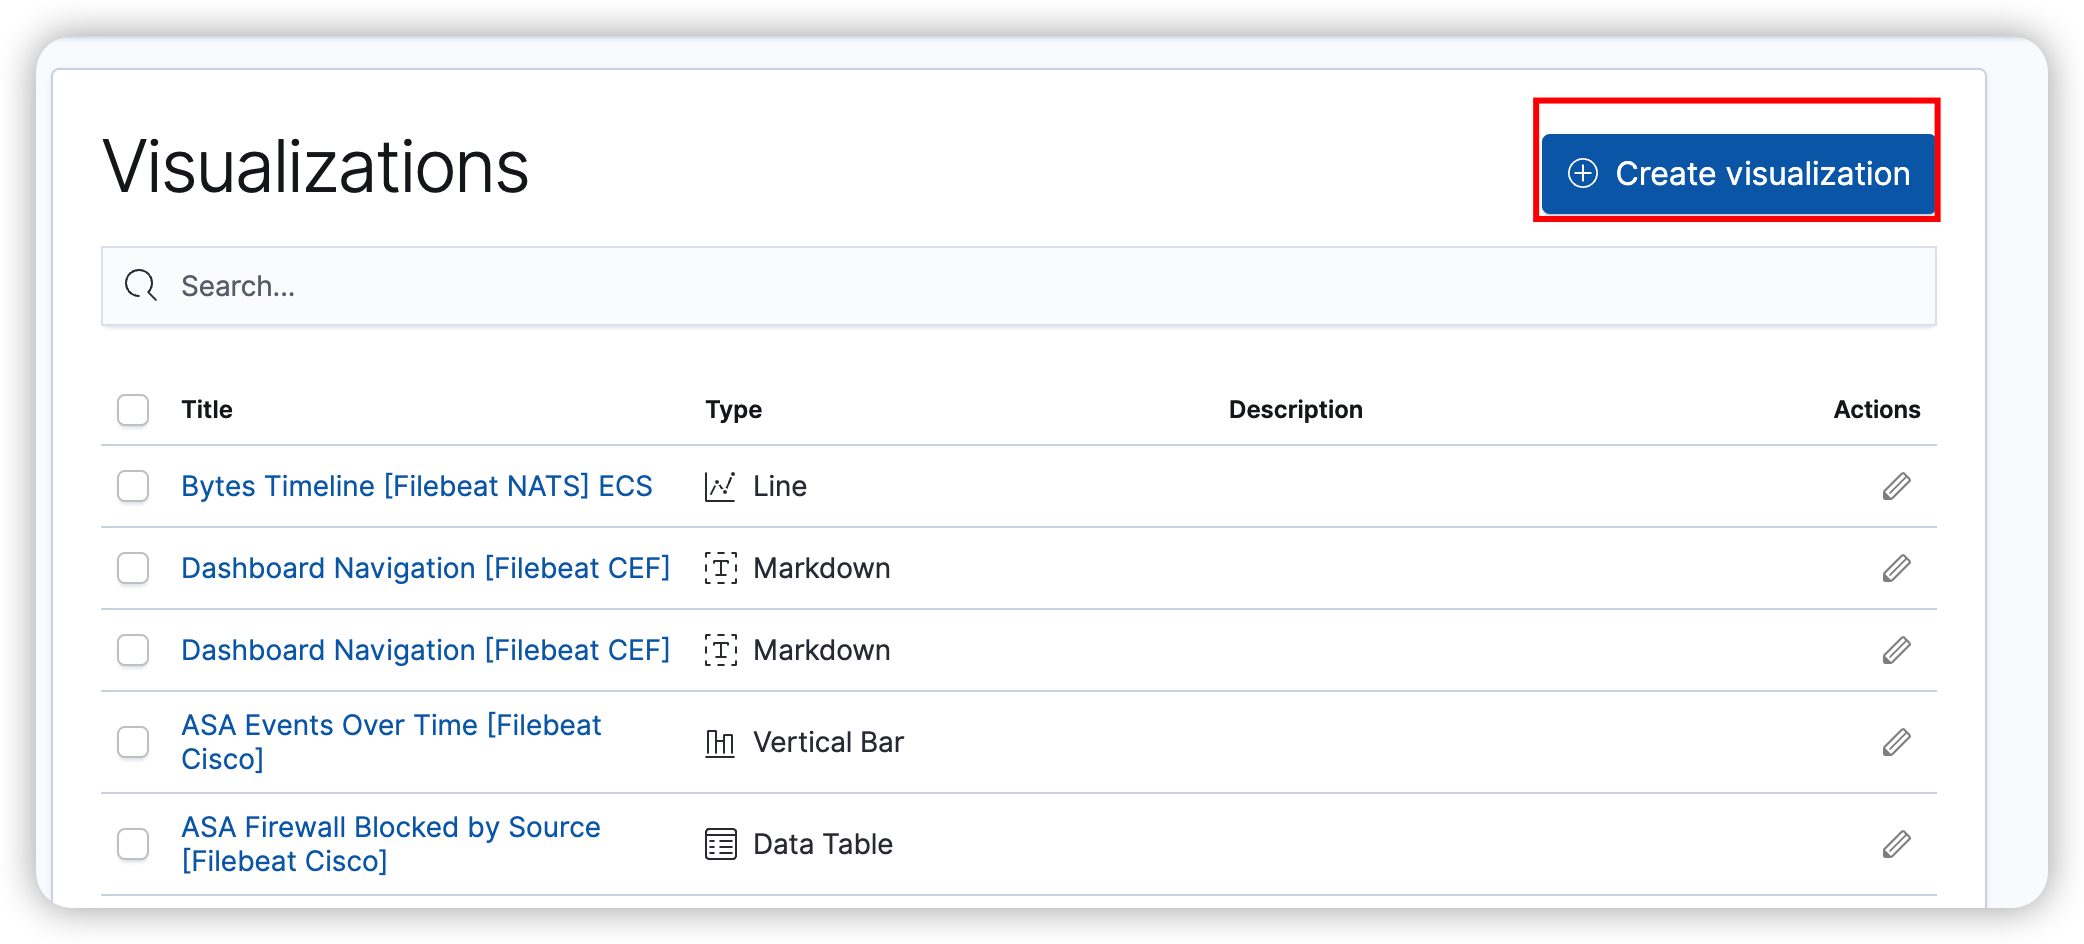 Visualizations
Create visualization
Search...
Title Type Description Actions
Bytes Timeline [Filebeat NATS] ECS Line
Dashboard Navigation [Filebeat CEF] Markdown
Dashboard Navigation [Filebeat CEF] Markdown
ASA Events Over Time [Filebeat
Cisco]
Vertical Bar
ASA Firewall Blocked by Source
[Filebeat Cisco]
Data Table